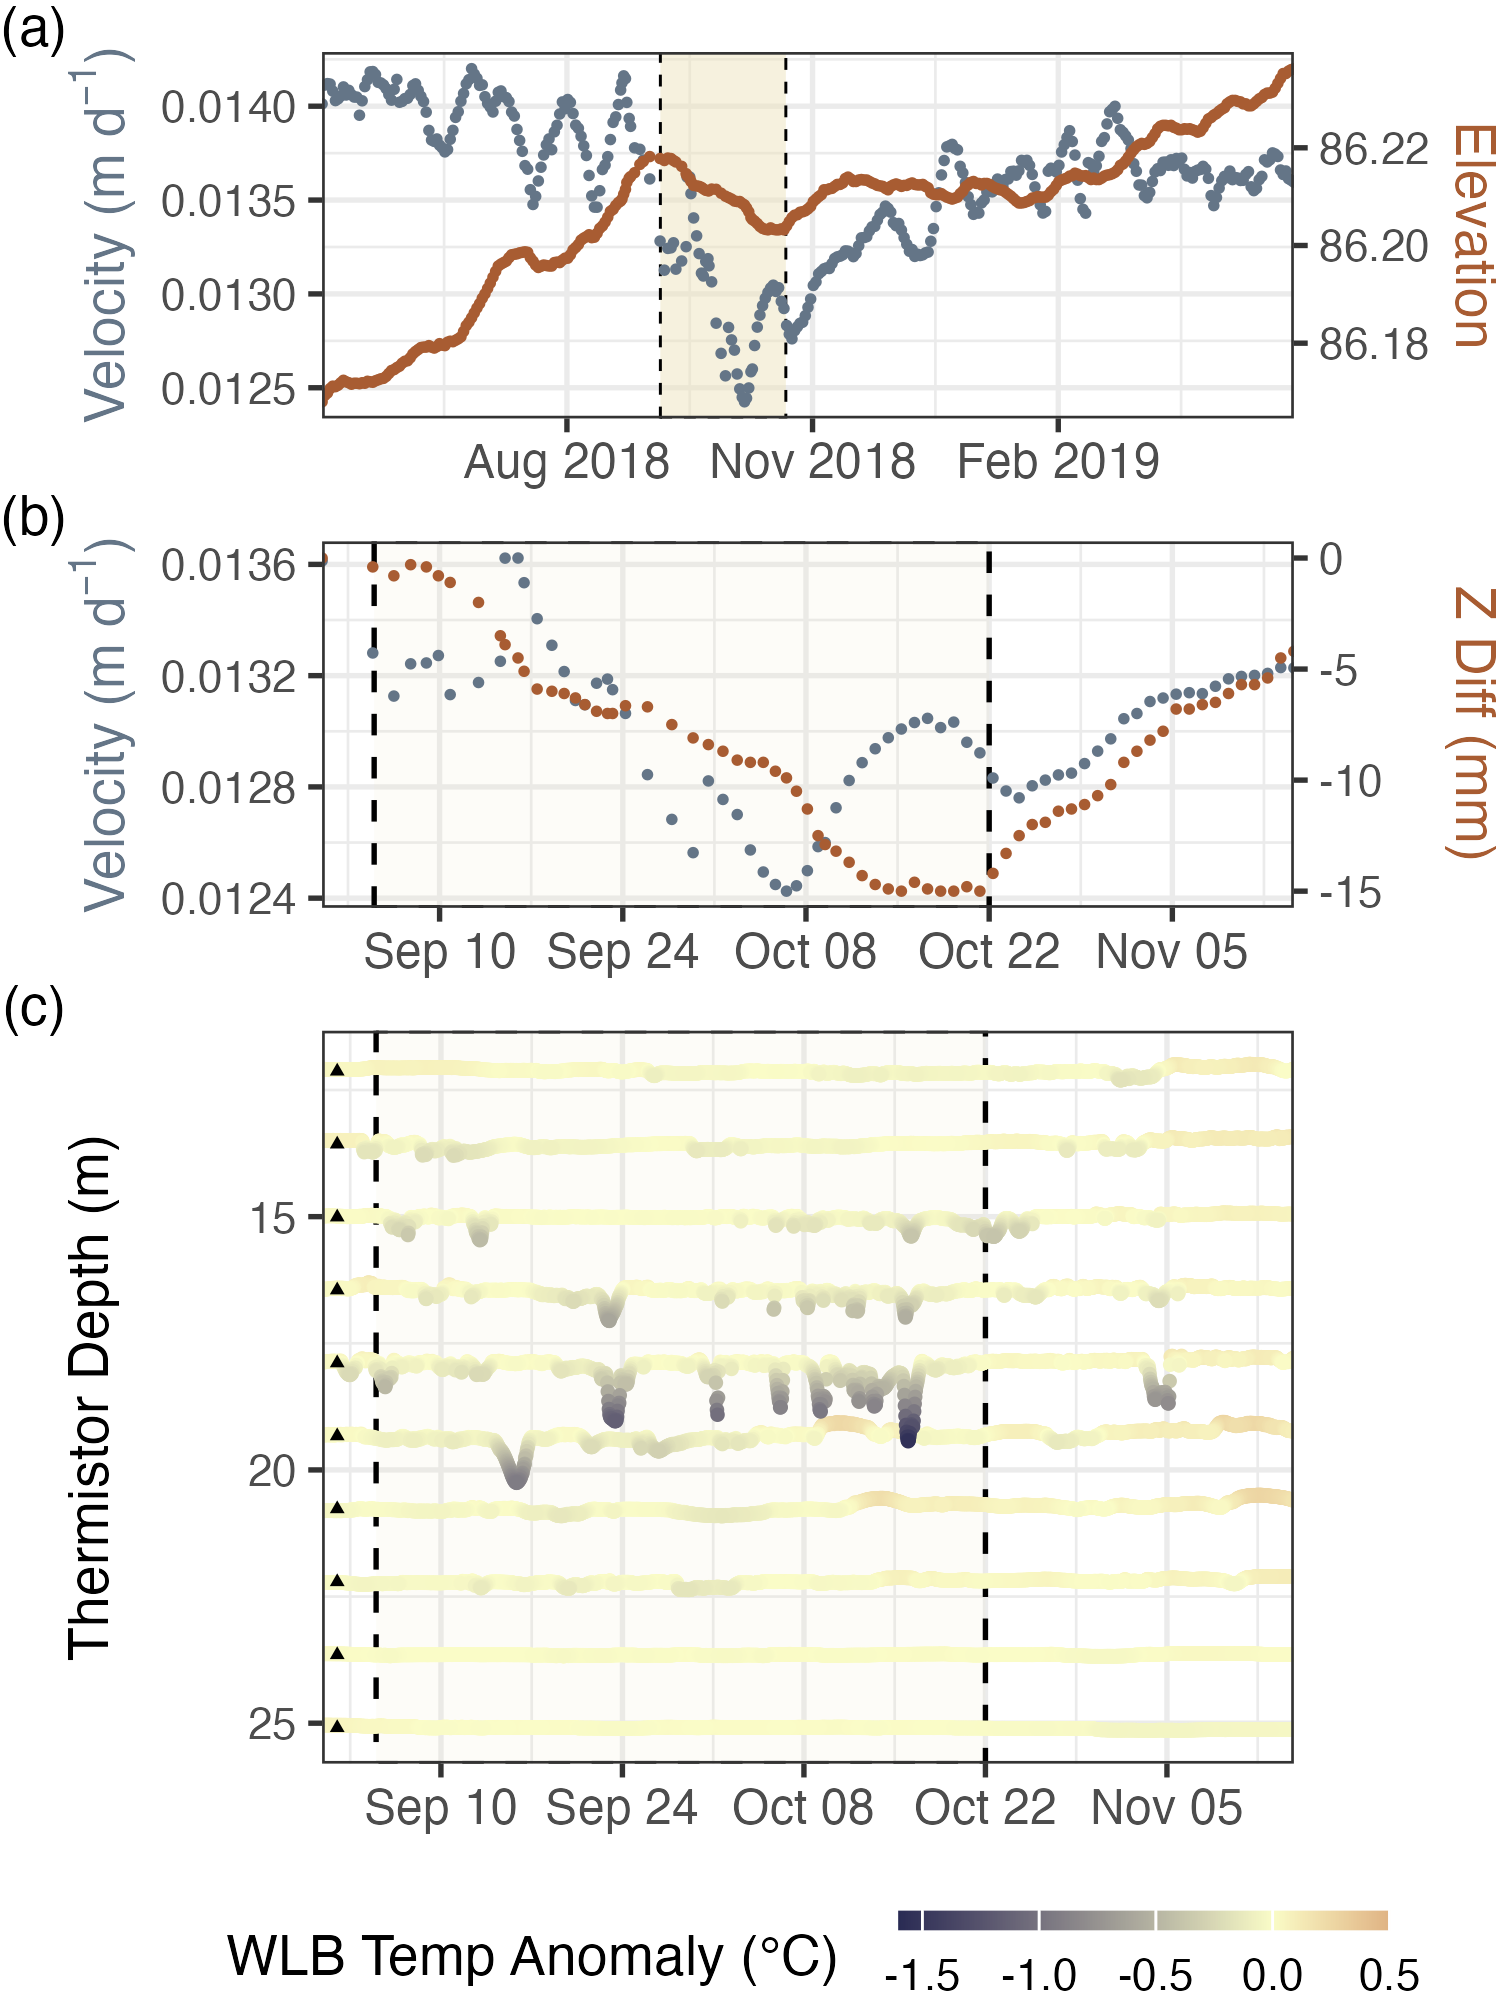 (a)
Velocity (m d⁻¹)
0.0140
0.0135
0.0130
0.0125
86.22
86.20
86.18
Elevation
Aug 2018
Nov 2018
Feb 2019
(b)
Velocity (m d⁻¹)
0.0136
0.0132
0.0128
0.0124
0
-5
-10
-15
Z Diff (mm)
Sep 10
Sep 24
Oct 08
Oct 22
Nov 05
(c)
Thermistor Depth (m)
15
20
25
Sep 10
Sep 24
Oct 08
Oct 22
Nov 05
WLB Temp Anomaly (°C)
-1.5
-1.0
-0.5
0.0
0.5